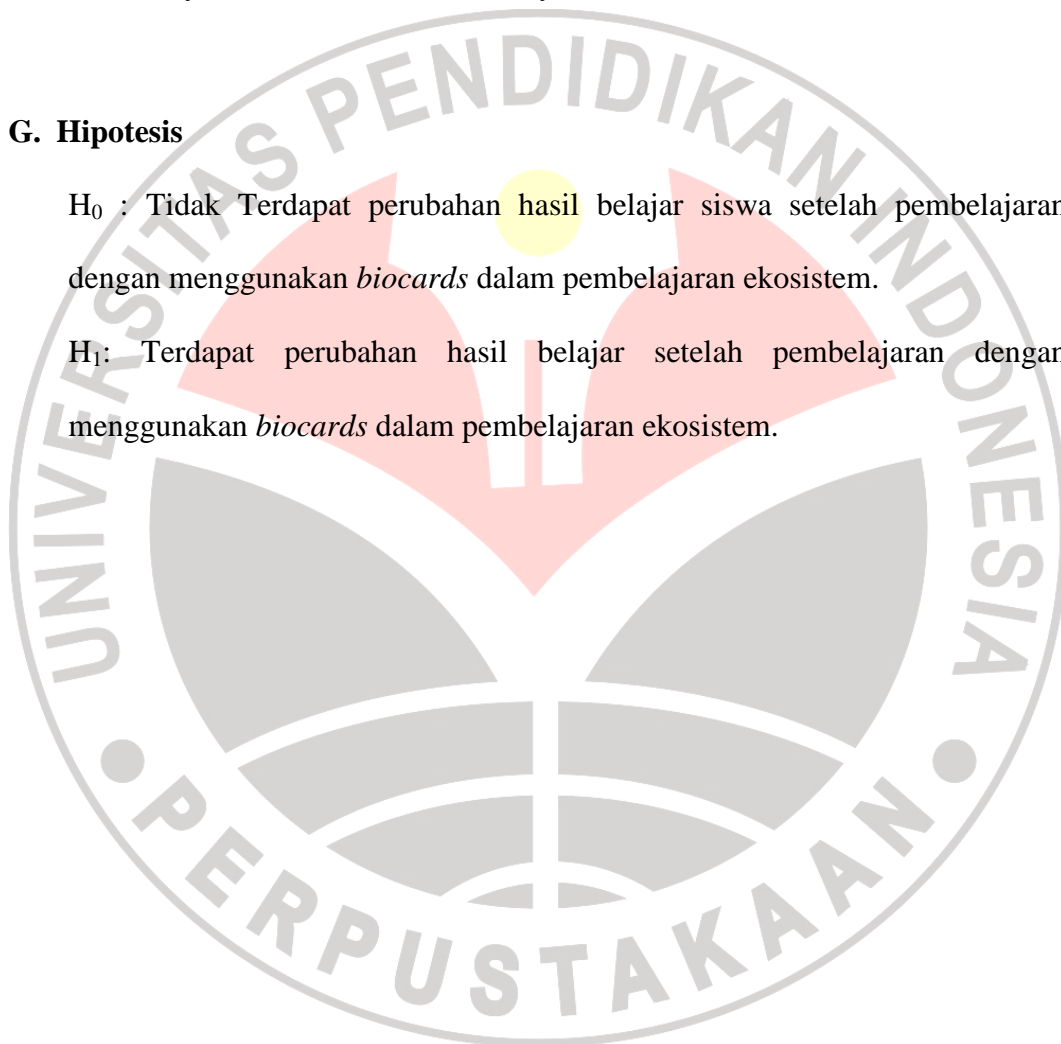 G. Hipotesis
H₀ : Tidak Terdapat perubahan hasil belajar siswa setelah pembelajaran
dengan menggunakan biocards dalam pembelajaran ekosistem.
H₁: Terdapat perubahan hasil belajar setelah pembelajaran dengan
menggunakan biocards dalam pembelajaran ekosistem.
UNIVERSITAS PENDIDIKAN INDONESIA
PERPUSTAKAAN